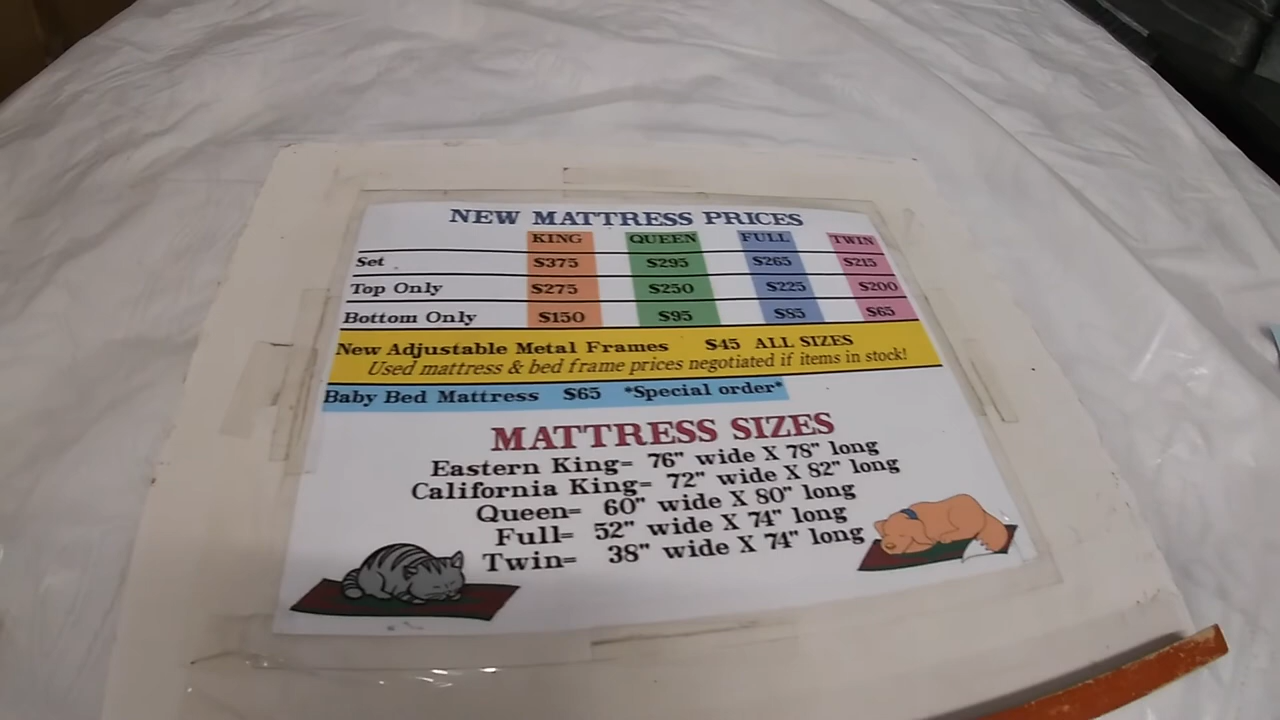 NEW MATTRESS PRICES
KING QUEEN FULL TWIN
Set $375 $295 $265 $215
Top Only $275 $250 $225 $200
Bottom Only $150 $95 $85 $65
New Adjustable Metal Frames $45 ALL SIZES
Used mattress & bed frame prices negotiated if items in stock!
Baby Bed Mattress $65 *Special order*
MATTRESS SIZES
Eastern King= 76" wide X 78" long
California King= 72" wide X 82" long
Queen= 60" wide X 80" long
Full= 52" wide X 74" long
Twin= 38" wide X 74" long